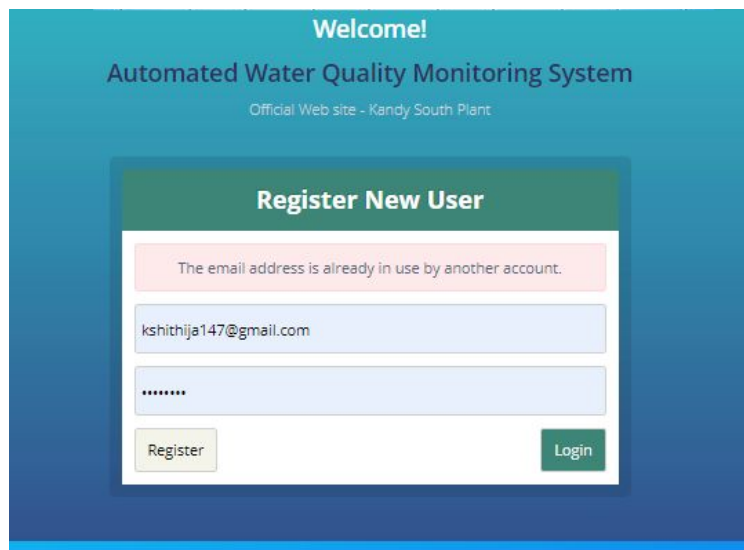 Welcome!
Automated Water Quality Monitoring System
Official Web site - Kandy South Plant
Register New User
The email address is already in use by another account.
kshithija147@gmail.com
••••••••
Register
Login